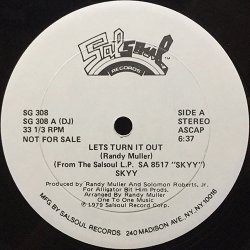 Salsoul
RECORDS
SG 308
SG 308 A (DJ)
33 1/3 RPM
NOT FOR SALE
SIDE A
STEREO
ASCAP
6:37
LETS TURN IT OUT
(Randy Muller)
(From The Salsoul L.P. SA 8517 "SKYY")
SKYY
Produced by Randy Muller and Solomon Roberts, Jr.
For Alligator Bit Him Prods.
Arranged by Randy Muller
One To One Music
© 1979 Salsoul Record Corp.
MFG BY SALSOUL RECORDS 240 MADISON AVE. NY, NY 10016